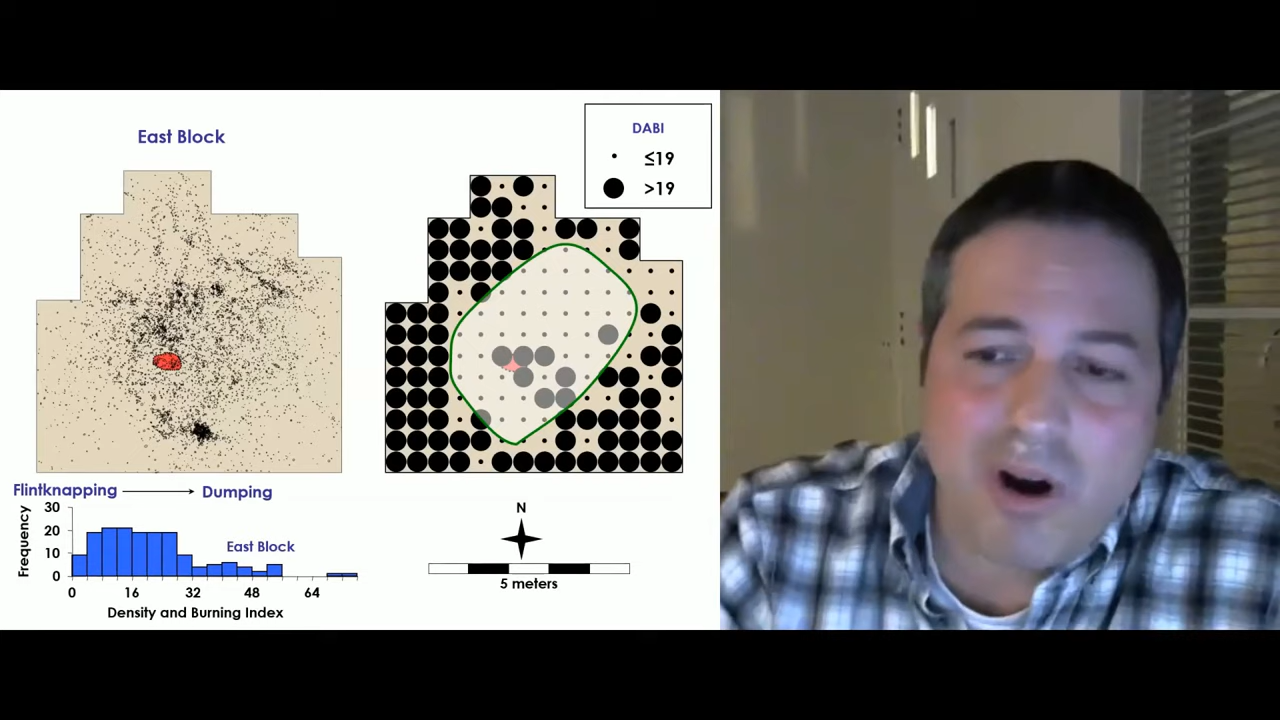 East Block
DABI
≤19
>19
Flintknapping
Dumping
30
20
10
0
Frequency
East Block
0
16
32
48
64
Density and Burning Index
N
5 meters